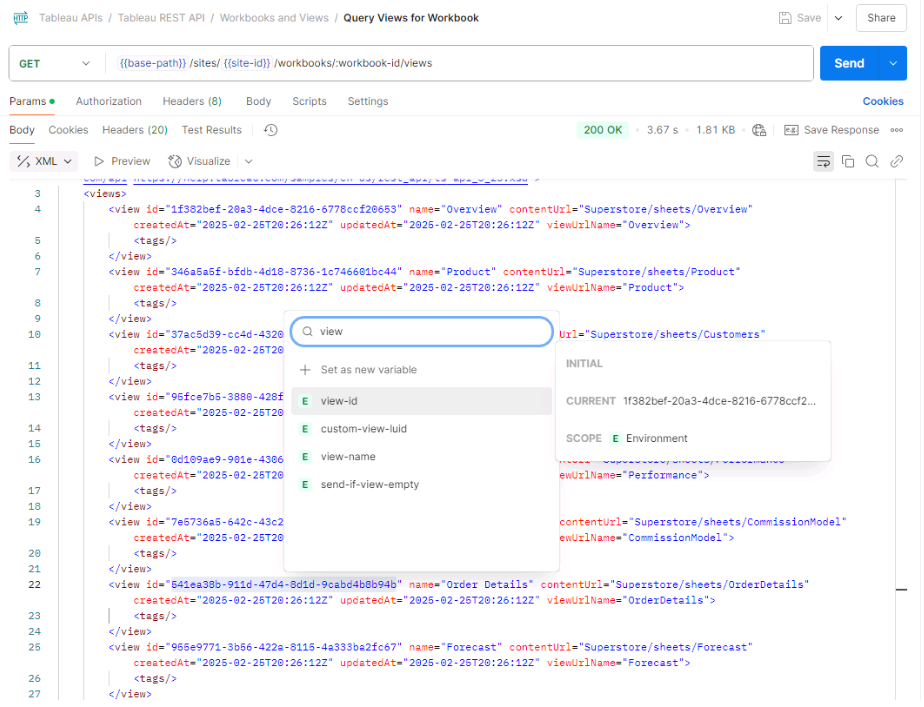 HTTP Tableau APIs / Tableau REST API / Workbooks and Views / Query Views for Workbook Save Share
GET {{base-path}} /sites/ {{site-id}} /workbooks/:workbook-id/views Send
Params Authorization Headers (8) Body Scripts Settings Cookies
Body Cookies Headers (20) Test Results 200 OK 3.67 s 1.81 KB e.g. Save Response
XML Preview Visualize
3 <views>
4 <view id="1f382bef-20a3-4dce-8216-6778ccf20653" name="Overview" contentUrl="Superstore/sheets/Overview"
createdAt="2025-02-25T20:26:12Z" updatedAt="2025-02-25T20:26:12Z" viewUrlName="Overview">
5 <tags/>
6 </view>
7 <view id="346a5a5f-bfdb-4d18-8736-1c746601bc44" name="Product" contentUrl="Superstore/sheets/Product"
createdAt="2025-02-25T20:26:12Z" updatedAt="2025-02-25T20:26:12Z" viewUrlName="Product">
8 <tags/>
9 </view>
10 <view id="37ac5d39-cc4d-4320 Url="Superstore/sheets/Customers"
createdAt="2025-02-25T20
11 <tags/>
12 </view>
13 <view id="95fce7b5-3880-428f
createdAt="2025-02-25T20
14 <tags/>
15 </view>
16 <view id="0d109ae9-901e-4306
createdAt="2025-02-25T20 ewUrlName="Performance">
17 <tags/>
18 </view>
19 <view id="7e5736a5-642c-43c2 contentUrl="Superstore/sheets/CommissionModel"
createdAt="2025-02-25T20 ewUrlName="CommissionModel">
20 <tags/>
21 </view>
22 <view id="541ea38b-911d-47d4-8d1d-9cabd4b8b94b" name="Order Details" contentUrl="Superstore/sheets/OrderDetails"
createdAt="2025-02-25T20:26:12Z" updatedAt="2025-02-25T20:26:12Z" viewUrlName="OrderDetails">
23 <tags/>
24 </view>
25 <view id="955e9771-3b56-422a-8115-4a333ba2fc67" name="Forecast" contentUrl="Superstore/sheets/Forecast"
createdAt="2025-02-25T20:26:12Z" updatedAt="2025-02-25T20:26:12Z" viewUrlName="Forecast">
26 <tags/>
27 </view>
view
Set as new variable
E view-id
E custom-view-luid
E view-name
E send-if-view-empty
INITIAL
CURRENT 1f382bef-20a3-4dce-8216-6778ccf2...
SCOPE E Environment